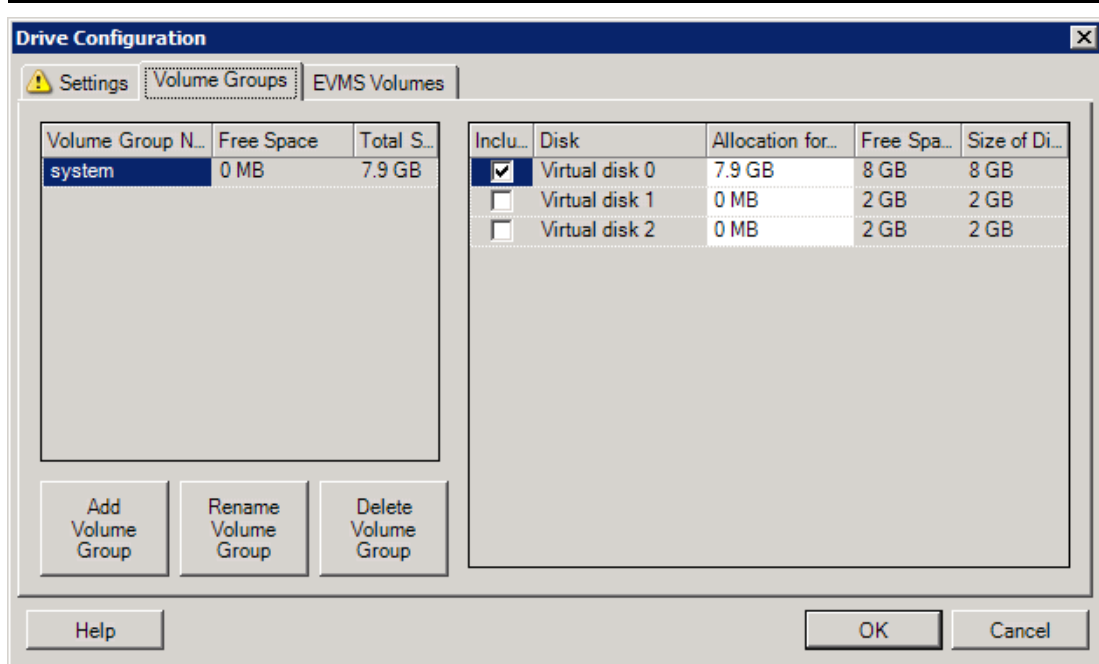 Drive Configuration
Settings Volume Groups EVMS Volumes
Volume Group N... Free Space Total S...
system 0 MB 7.9 GB
Inclu... Disk Allocation for... Free Spa... Size of Di...
Virtual disk 0 7.9 GB 8 GB 8 GB
Virtual disk 1 0 MB 2 GB 2 GB
Virtual disk 2 0 MB 2 GB 2 GB
Add
Volume
Group
Rename
Volume
Group
Delete
Volume
Group
Help OK Cancel